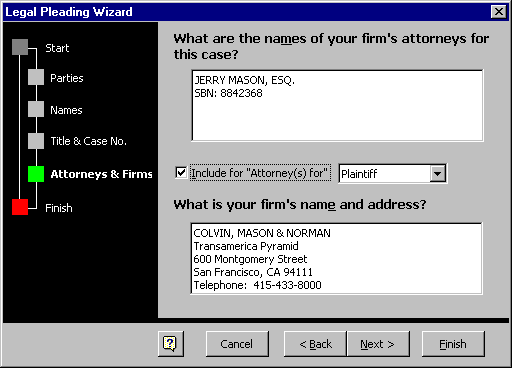 Legal Pleading Wizard
Start
Parties
Names
Title & Case No.
Attorneys & Firms
Finish
What are the names of your firm's attorneys for
this case?
JERRY MASON, ESQ.
SBN: 8842368
Include for "Attorney(s) for"
Plaintiff
What is your firm's name and address?
COLVIN, MASON & NORMAN
Transamerica Pyramid
600 Montgomery Street
San Francisco, CA 94111
Telephone:  415-433-8000
?
Cancel
< Back
Next >
Finish